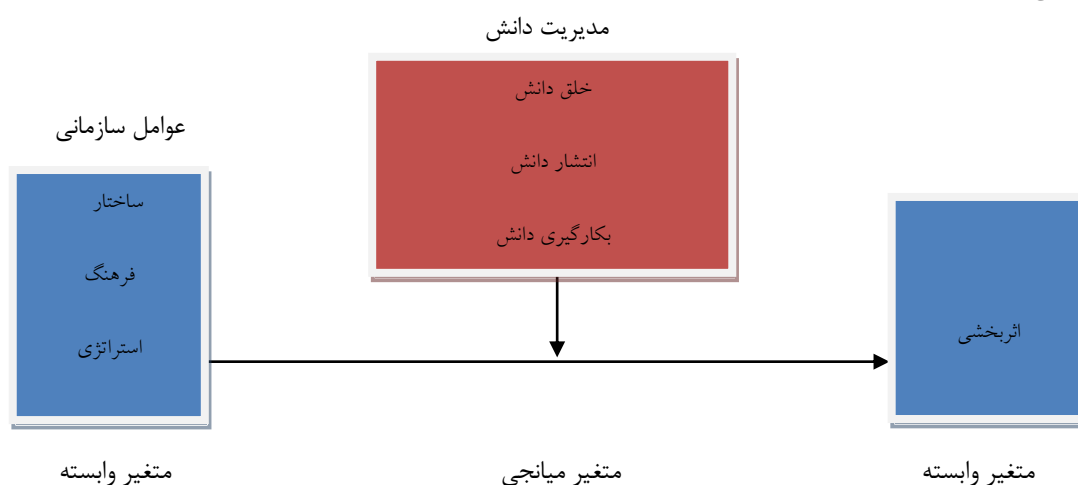 مدیریت دانش
خلق دانش
انتشار دانش
بکارگیری دانش
عوامل سازمانی
ساختار
فرهنگ
استراتژی
اثربخشی
متغیر وابسته
متغیر میانجی
متغیر وابسته